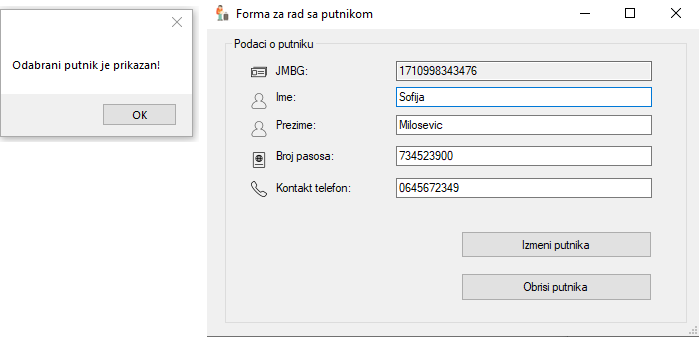 Odabrani putnik je prikazan!
OK
Forma za rad sa putnikom
Podaci o putniku
JMBG: 1710998343476
Ime: Sofija
Prezime: Milosevic
Broj pasosa: 734523900
Kontakt telefon: 0645672349
Izmeni putnika
Obrisi putnika